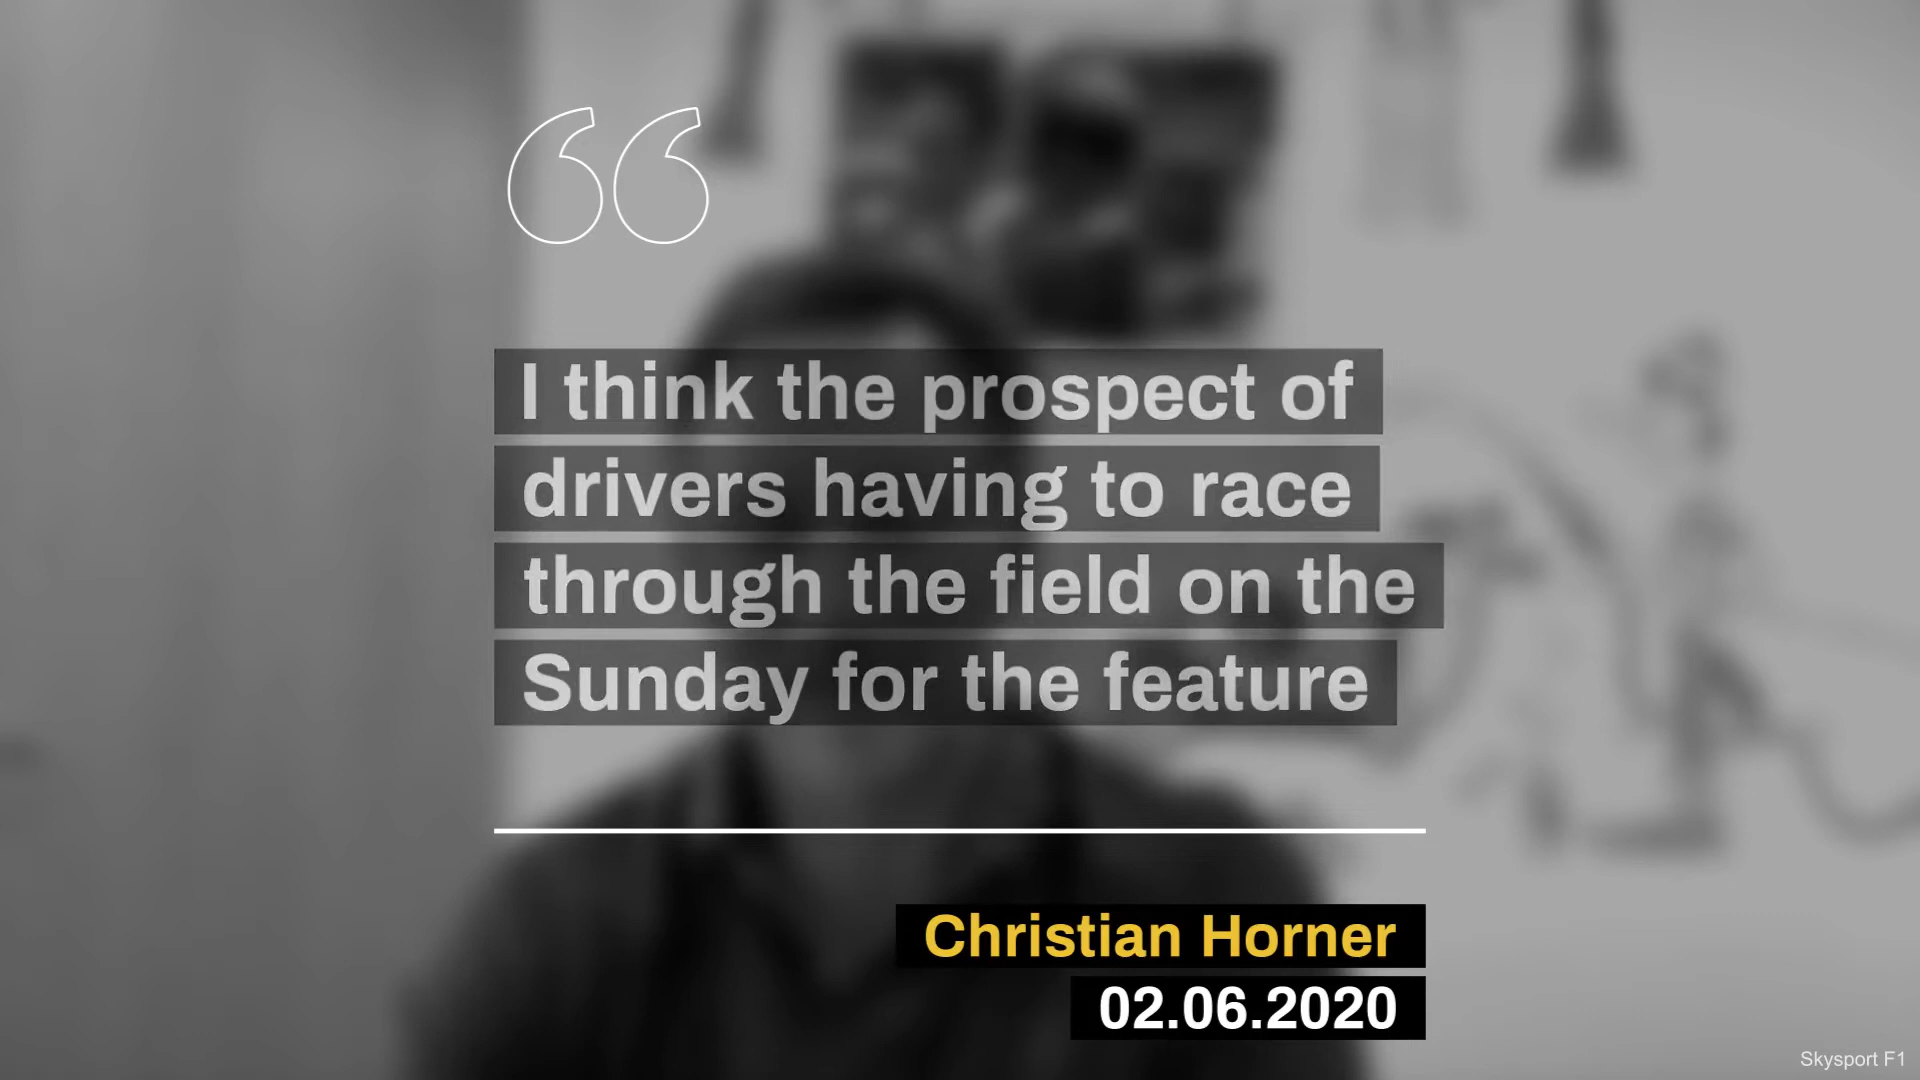 “
I think the prospect of
drivers having to race
through the field on the
Sunday for the feature
Christian Horner
02.06.2020
Skysport F1